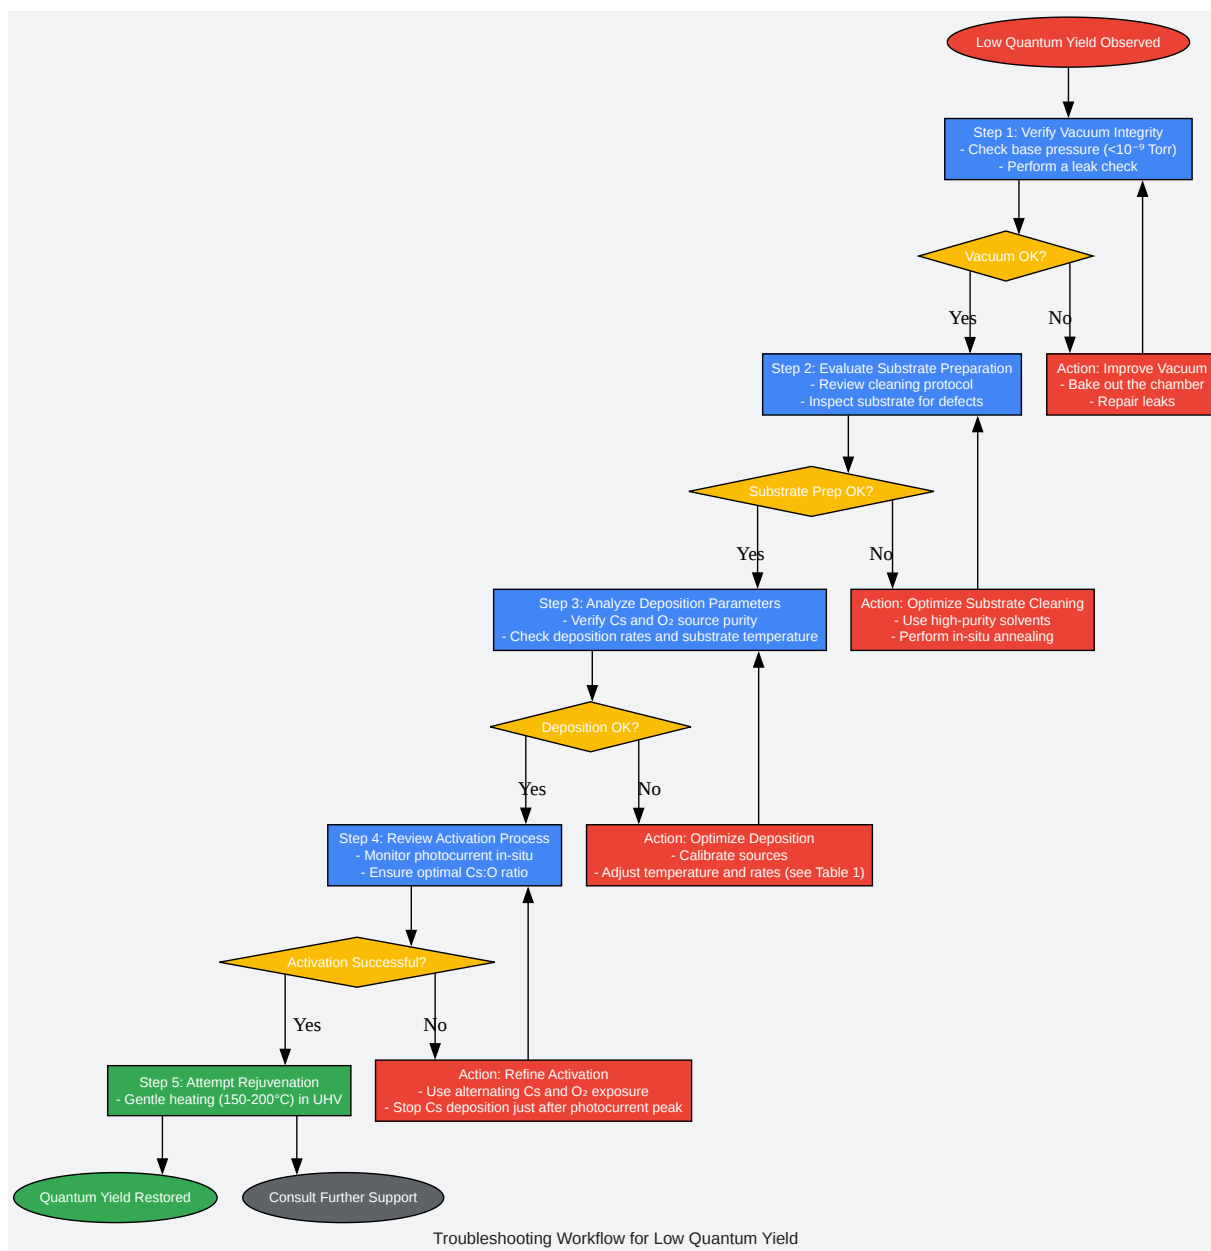 Low Quantum Yield Observed
Step 1: Verify Vacuum Integrity
- Check base pressure (<10⁻⁹ Torr)
- Perform a leak check
Vacuum OK?
Yes
No
Step 2: Evaluate Substrate Preparation
- Review cleaning protocol
- Inspect substrate for defects
Action: Improve Vacuum
- Bake out the chamber
- Repair leaks
Substrate Prep OK?
Yes
No
Step 3: Analyze Deposition Parameters
- Verify Cs and O₂ source purity
- Check deposition rates and substrate temperature
Action: Optimize Substrate Cleaning
- Use high-purity solvents
- Perform in-situ annealing
Deposition OK?
Yes
No
Step 4: Review Activation Process
- Monitor photocurrent in-situ
- Ensure optimal Cs:O ratio
Action: Optimize Deposition
- Calibrate sources
- Adjust temperature and rates (see Table 1)
Activation Successful?
Yes
No
Step 5: Attempt Rejuvenation
- Gentle heating (150-200°C) in UHV
Action: Refine Activation
- Use alternating Cs and O₂ exposure
- Stop Cs deposition just after photocurrent peak
Quantum Yield Restored
Consult Further Support
Troubleshooting Workflow for Low Quantum Yield